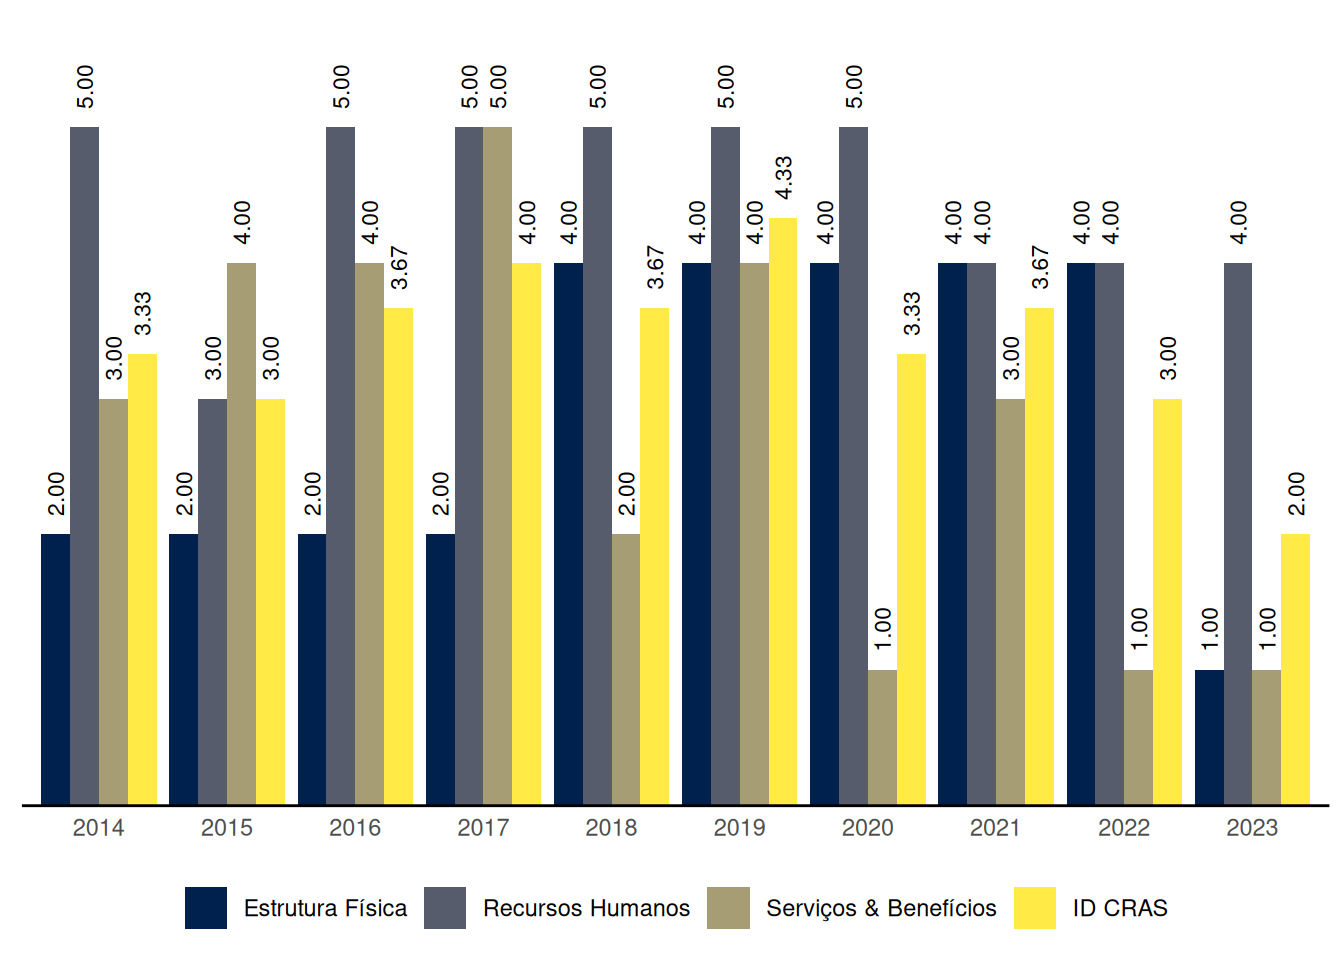 5.00 5.00 5.00 5.00 5.00 5.00 5.00
4.33
4.00 4.00 4.00 4.00 4.00 4.00 4.00 4.00 4.00 4.00 4.00 4.00
3.67 3.67 3.67
3.33 3.33
3.00 3.00 3.00 3.00 3.00
2.00 2.00 2.00 2.00 2.00 2.00
1.00 1.00 1.00 1.00
2014 2015 2016 2017 2018 2019 2020 2021 2022 2023
Estrutura Física Recursos Humanos Serviços & Benefícios ID CRAS